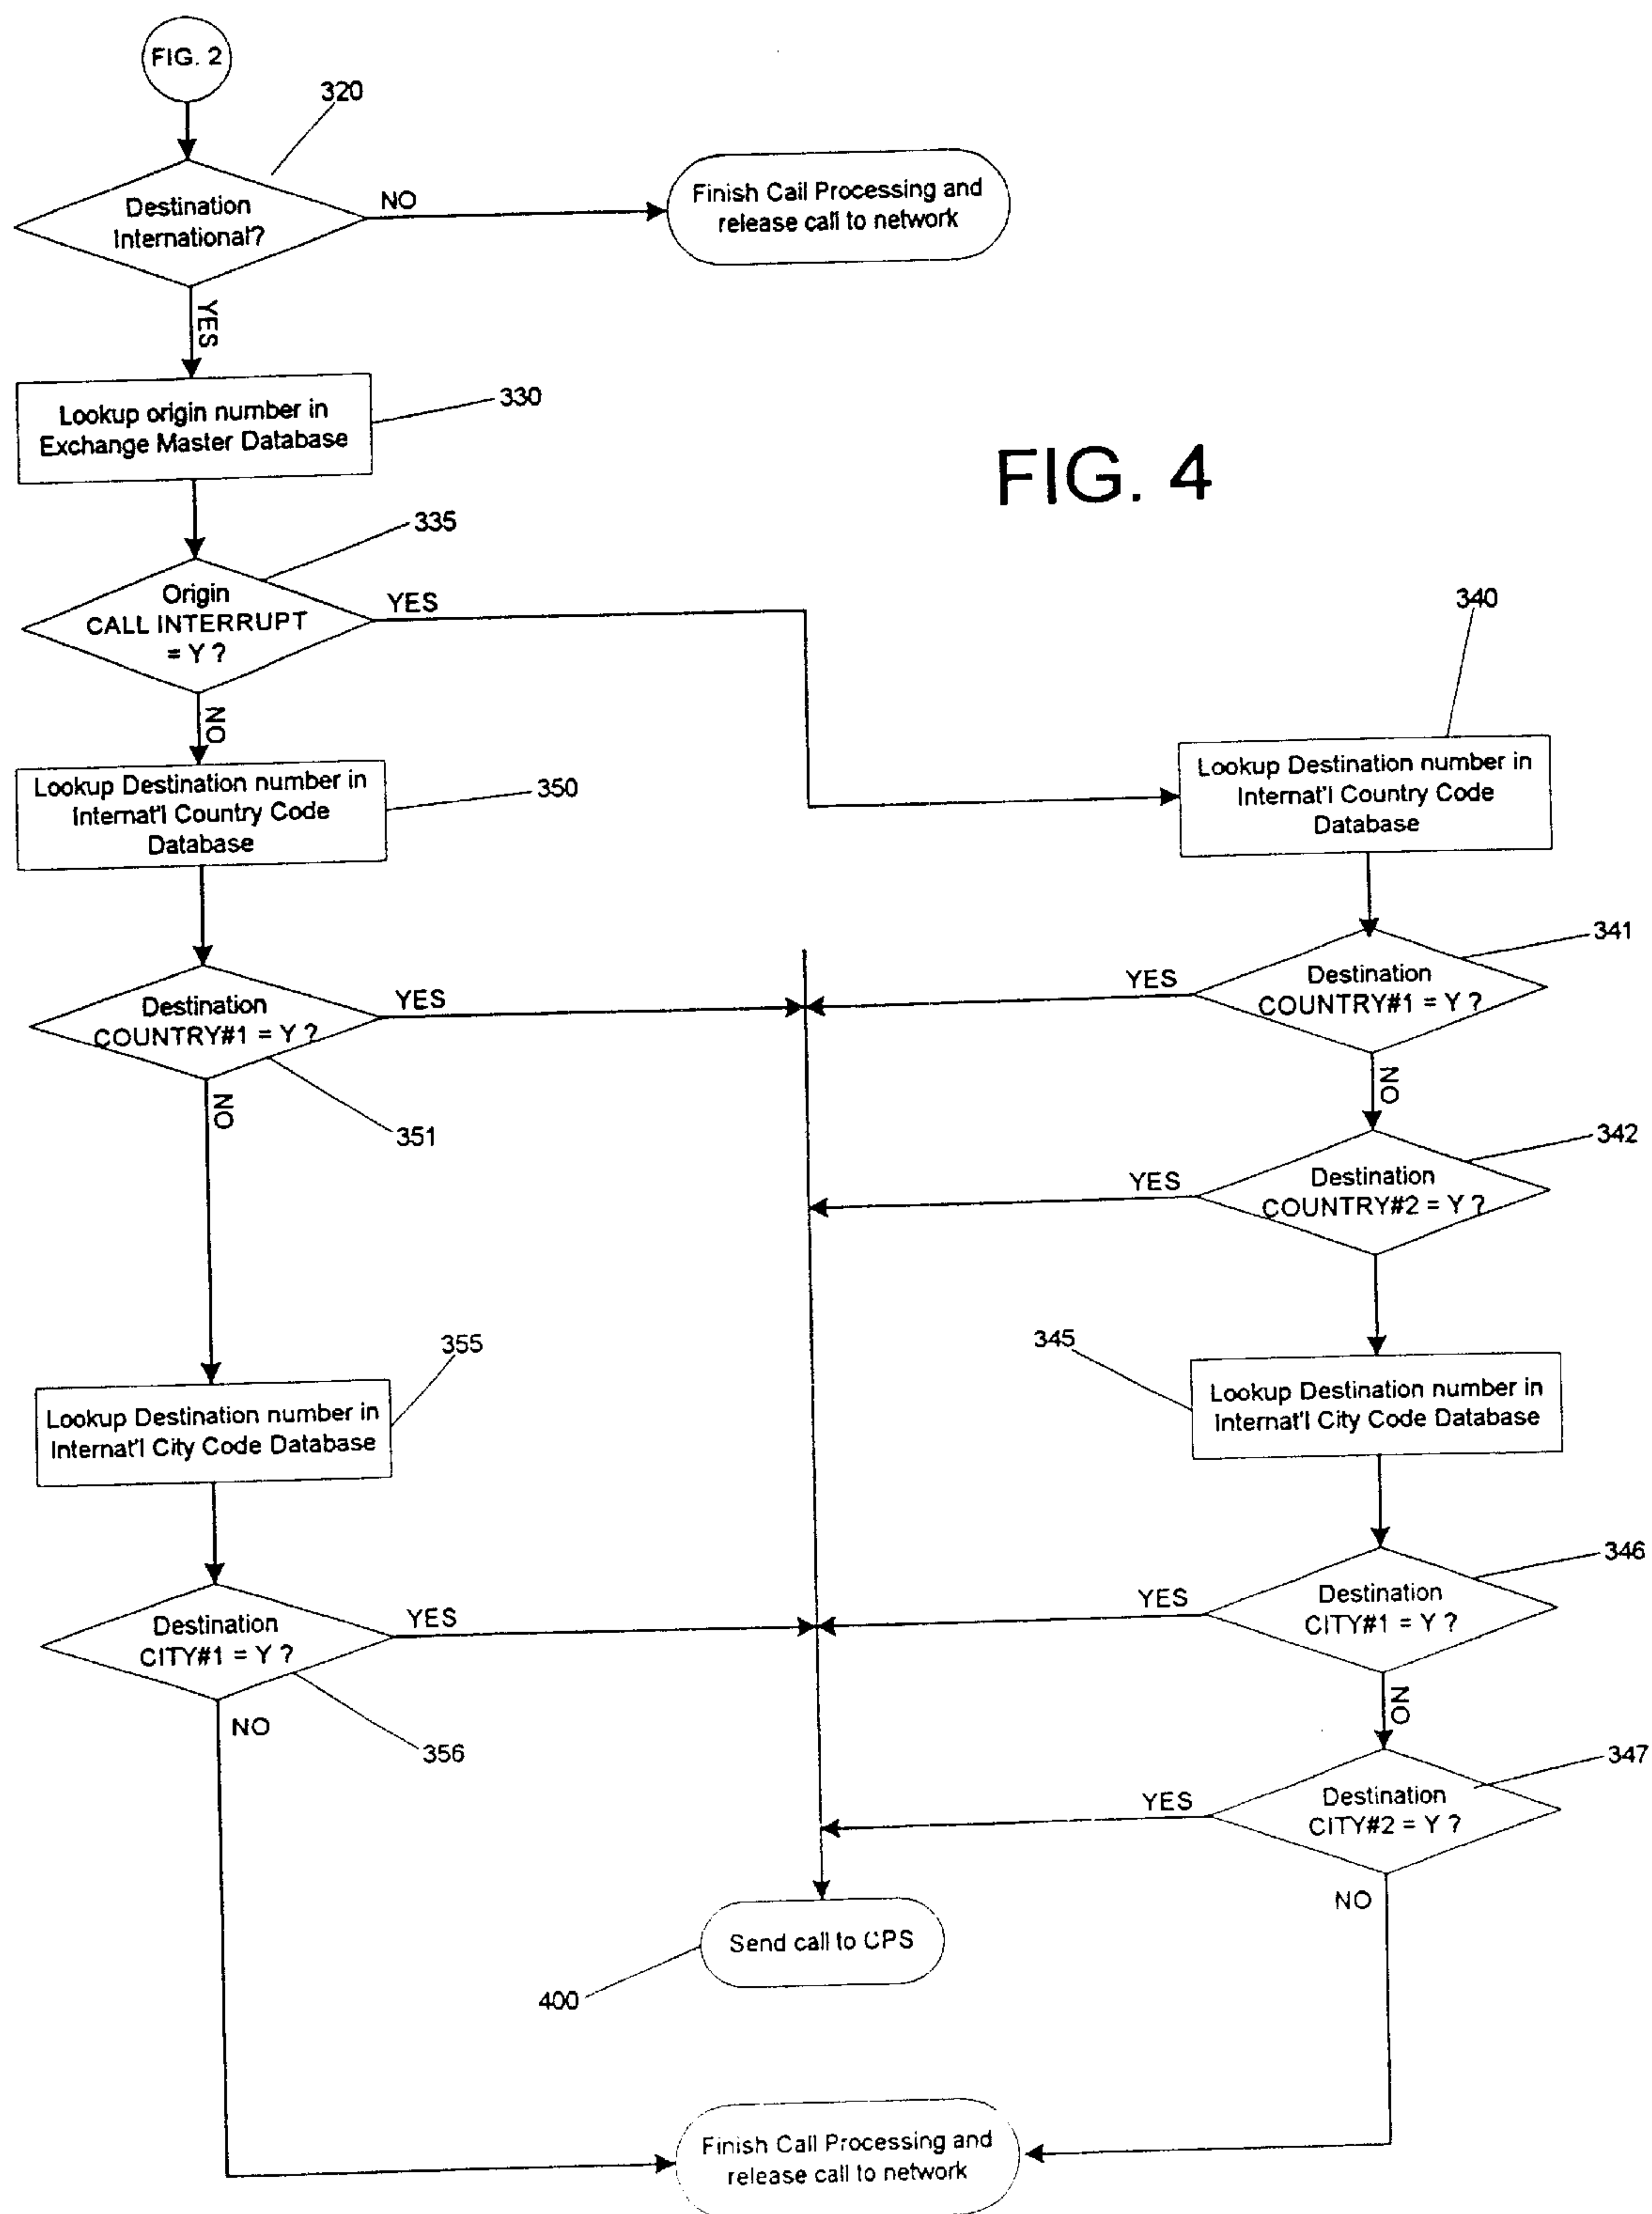 FIG. 2
320
Destination
International?
NO
Finish Call Processing and
release call to network
YES
Lookup origin number in
Exchange Master Database
330
FIG. 4
335
Origin
CALL INTERRUPT
= Y ?
YES
340
NO
Lookup Destination number in
Internat'l Country Code
Database
350
Lookup Destination number in
Internat'l Country Code
Database
341
Destination
COUNTRY#1 = Y ?
YES
YES
Destination
COUNTRY#1 = Y ?
351
NO
NO
342
YES
Destination
COUNTRY#2 = Y ?
355
345
Lookup Destination number in
Internat'l City Code Database
Lookup Destination number in
Internat'l City Code Database
346
Destination
CITY#1 = Y ?
YES
YES
Destination
CITY#1 = Y ?
356
NO
NO
347
YES
Destination
CITY#2 = Y ?
NO
Send call to CPS
400
Finish Call Processing and
release call to network